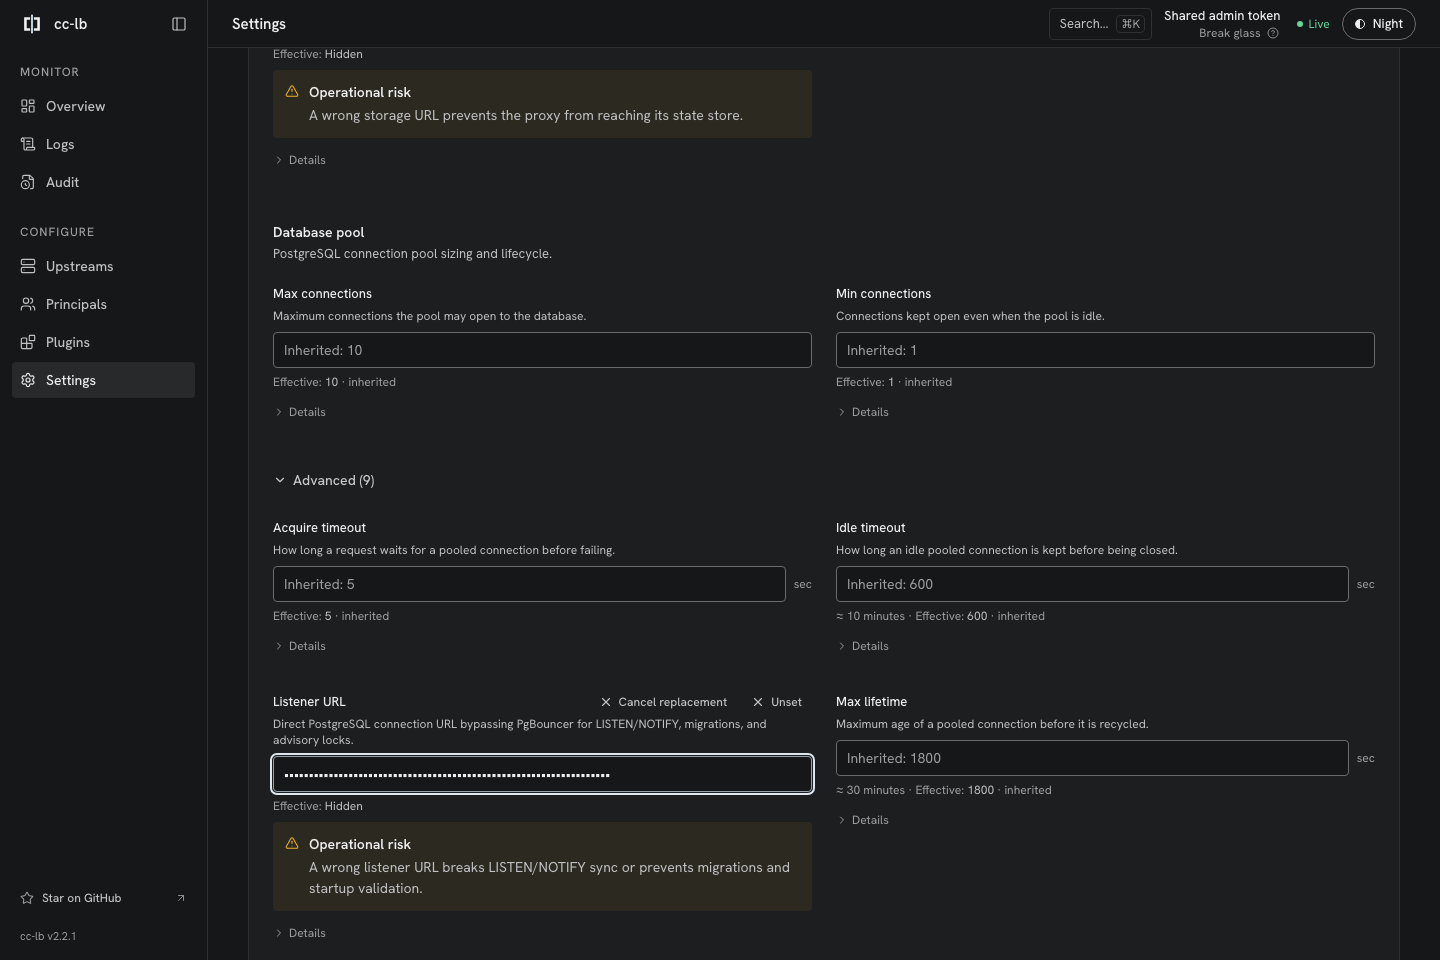 cc-lb
Settings
Search... ⌘K
Shared admin token
Break glass
Live
Night
MONITOR
Overview
Logs
Audit
CONFIGURE
Upstreams
Principals
Plugins
Settings
Star on GitHub
cc-lb v2.2.1
Effective: Hidden
Operational risk
A wrong storage URL prevents the proxy from reaching its state store.
Details
Database pool
PostgreSQL connection pool sizing and lifecycle.
Max connections
Maximum connections the pool may open to the database.
Inherited: 10
Effective: 10 · inherited
Details
Min connections
Connections kept open even when the pool is idle.
Inherited: 1
Effective: 1 · inherited
Details
Advanced (9)
Acquire timeout
How long a request waits for a pooled connection before failing.
Inherited: 5 sec
Effective: 5 · inherited
Details
Idle timeout
How long an idle pooled connection is kept before being closed.
Inherited: 600 sec
≈ 10 minutes · Effective: 600 · inherited
Details
Listener URL Cancel replacement Unset
Direct PostgreSQL connection URL bypassing PgBouncer for LISTEN/NOTIFY, migrations, and
advisory locks.
Effective: Hidden
Operational risk
A wrong listener URL breaks LISTEN/NOTIFY sync or prevents migrations and
startup validation.
Details
Max lifetime
Maximum age of a pooled connection before it is recycled.
Inherited: 1800 sec
≈ 30 minutes · Effective: 1800 · inherited
Details